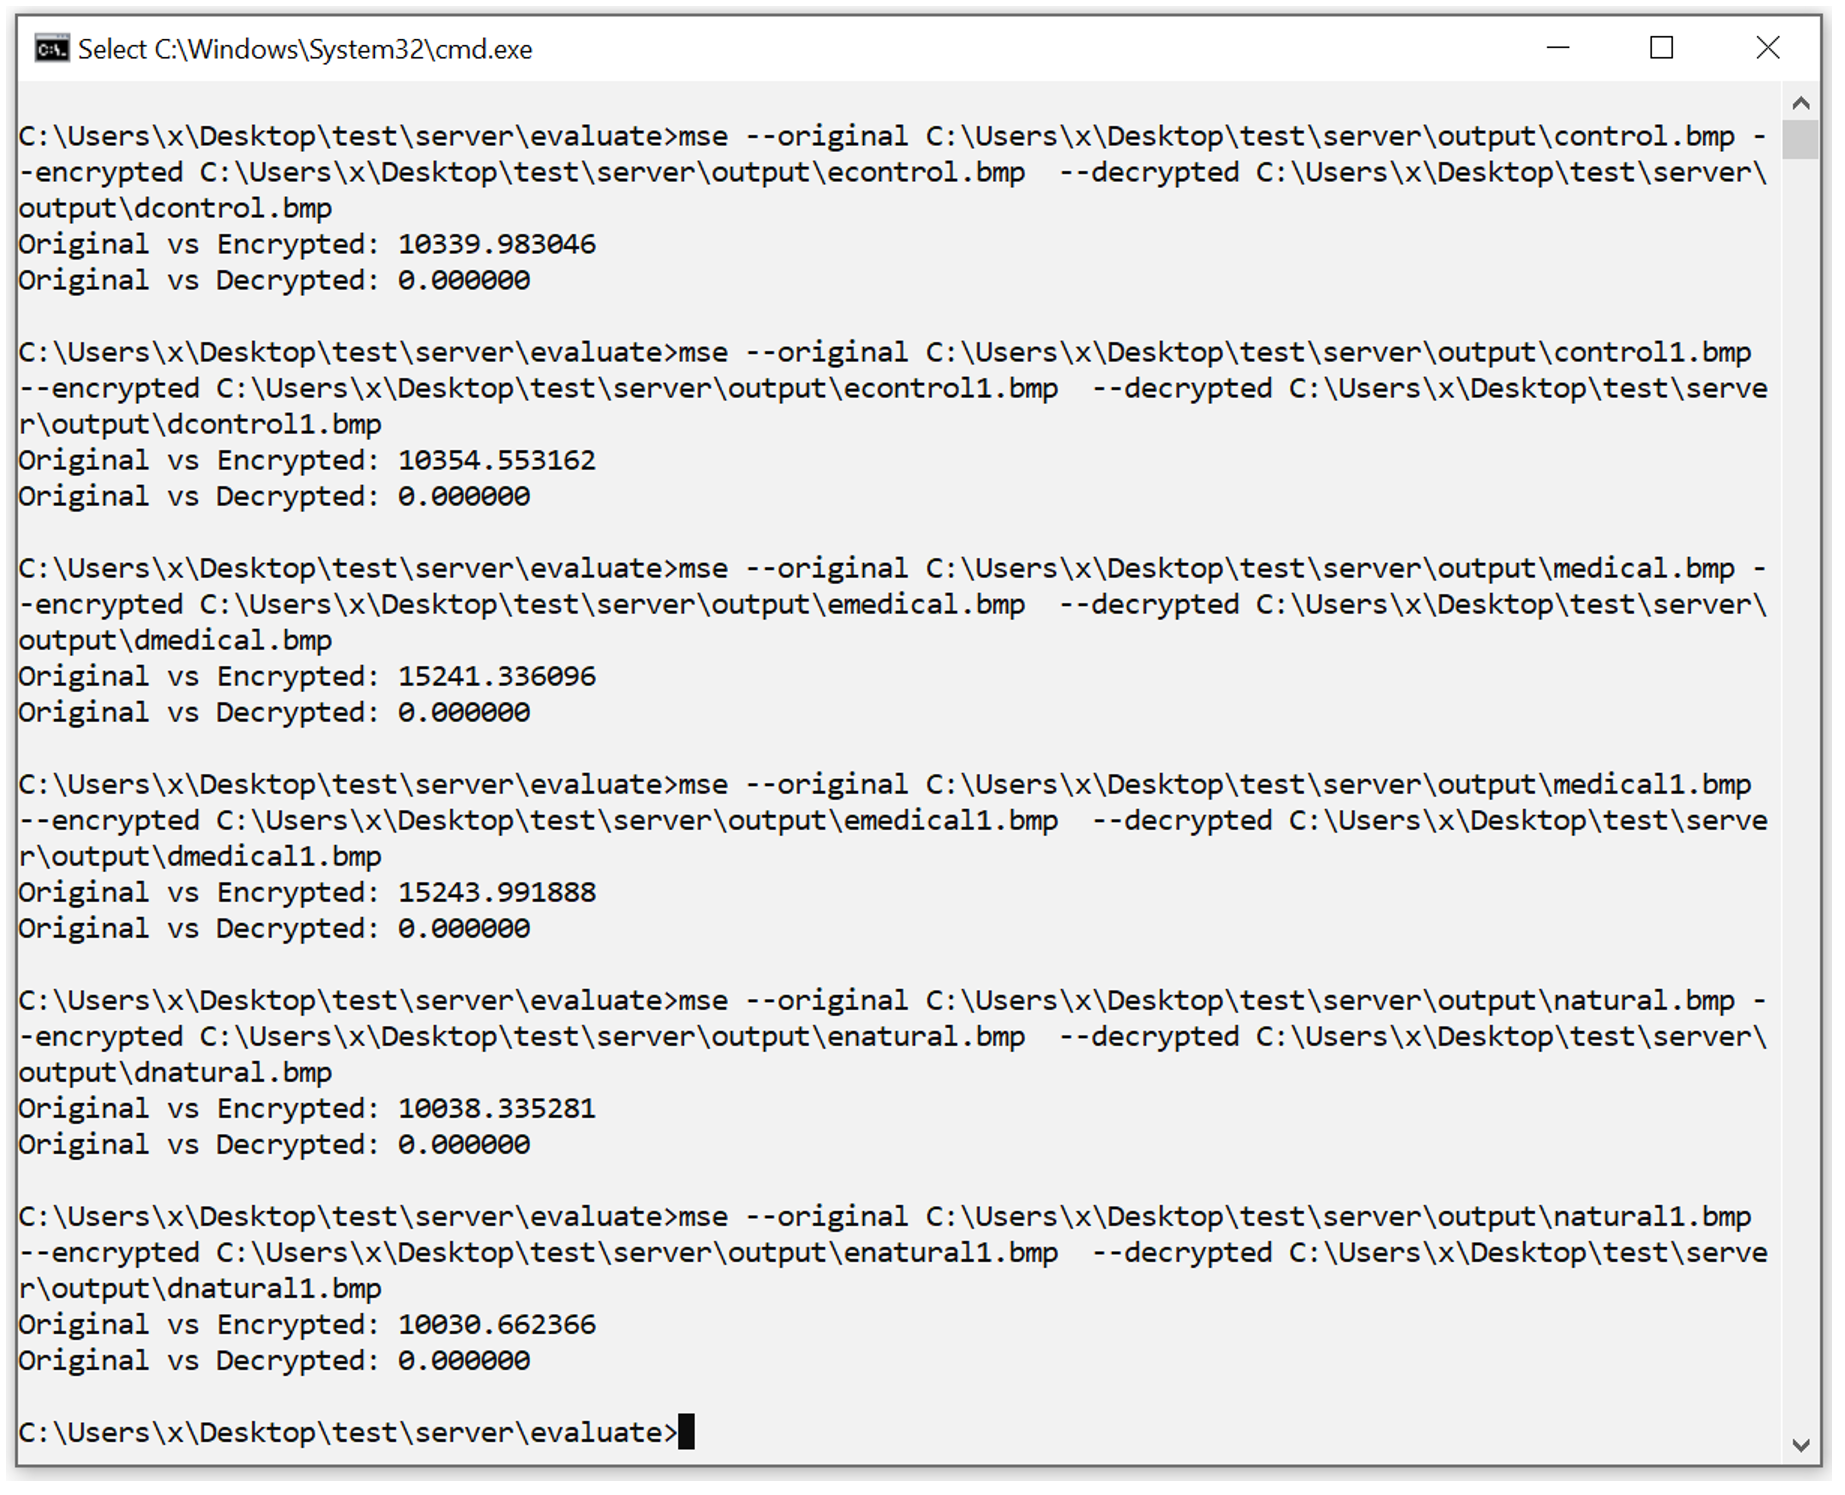 Select C:\Windows\System32\cmd.exe
C:\Users\x\Desktop\test\server\evaluate>mse --original C:\Users\x\Desktop\test\server\output\control.bmp -
-encrypted C:\Users\x\Desktop\test\server\output\econtrol.bmp  --decrypted C:\Users\x\Desktop\test\server\
output\dcontrol.bmp
Original vs Encrypted: 10339.983046
Original vs Decrypted: 0.000000
C:\Users\x\Desktop\test\server\evaluate>mse --original C:\Users\x\Desktop\test\server\output\control1.bmp
--encrypted C:\Users\x\Desktop\test\server\output\econtrol1.bmp  --decrypted C:\Users\x\Desktop\test\serve
r\output\dcontrol1.bmp
Original vs Encrypted: 10354.553162
Original vs Decrypted: 0.000000
C:\Users\x\Desktop\test\server\evaluate>mse --original C:\Users\x\Desktop\test\server\output\medical.bmp -
-encrypted C:\Users\x\Desktop\test\server\output\emedical.bmp  --decrypted C:\Users\x\Desktop\test\server\
output\dmedical.bmp
Original vs Encrypted: 15241.336096
Original vs Decrypted: 0.000000
C:\Users\x\Desktop\test\server\evaluate>mse --original C:\Users\x\Desktop\test\server\output\medical1.bmp
--encrypted C:\Users\x\Desktop\test\server\output\emedical1.bmp  --decrypted C:\Users\x\Desktop\test\serve
r\output\dmedical1.bmp
Original vs Encrypted: 15243.991888
Original vs Decrypted: 0.000000
C:\Users\x\Desktop\test\server\evaluate>mse --original C:\Users\x\Desktop\test\server\output\natural.bmp -
-encrypted C:\Users\x\Desktop\test\server\output\enatural.bmp  --decrypted C:\Users\x\Desktop\test\server\
output\dnatural.bmp
Original vs Encrypted: 10038.335281
Original vs Decrypted: 0.000000
C:\Users\x\Desktop\test\server\evaluate>mse --original C:\Users\x\Desktop\test\server\output\natural1.bmp
--encrypted C:\Users\x\Desktop\test\server\output\enatural1.bmp  --decrypted C:\Users\x\Desktop\test\serve
r\output\dnatural1.bmp
Original vs Encrypted: 10030.662366
Original vs Decrypted: 0.000000
C:\Users\x\Desktop\test\server\evaluate>